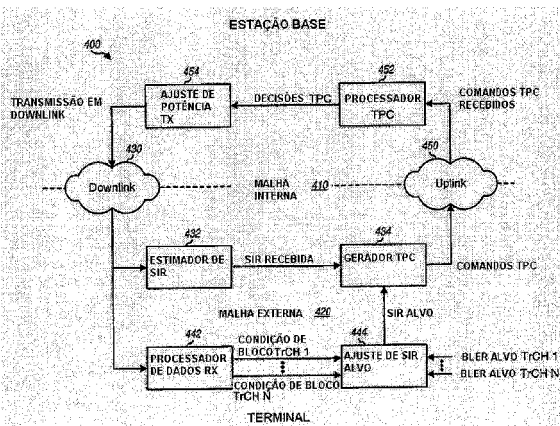 ESTAÇÃO BASE
400
454
AJUSTE DE
POTÊNCIA
TX
DECISÕES TPC
452
PROCESSADOR
TPC
COMANDOS TPC
RECEBIDOS
TRANSMISSÃO EM
DOWNLINK
430
Downlink
MALHA
INTERNA
410
450
Uplink
432
ESTIMADOR DE
SIR
SIR RECEBIDA
434
GERADOR TPC
COMANDOS TPC
MALHA EXTERNA 420
SIR ALVO
442
PROCESSADOR
DE DADOS RX
CONDIÇÃO DE
BLOCO TrCH 1
CONDIÇÃO DE BLOCO
TrCH N
444
AJUSTE DE SIR
ALVO
BLER ALVO TrCH 1
BLER ALVO TrCH N
TERMINAL